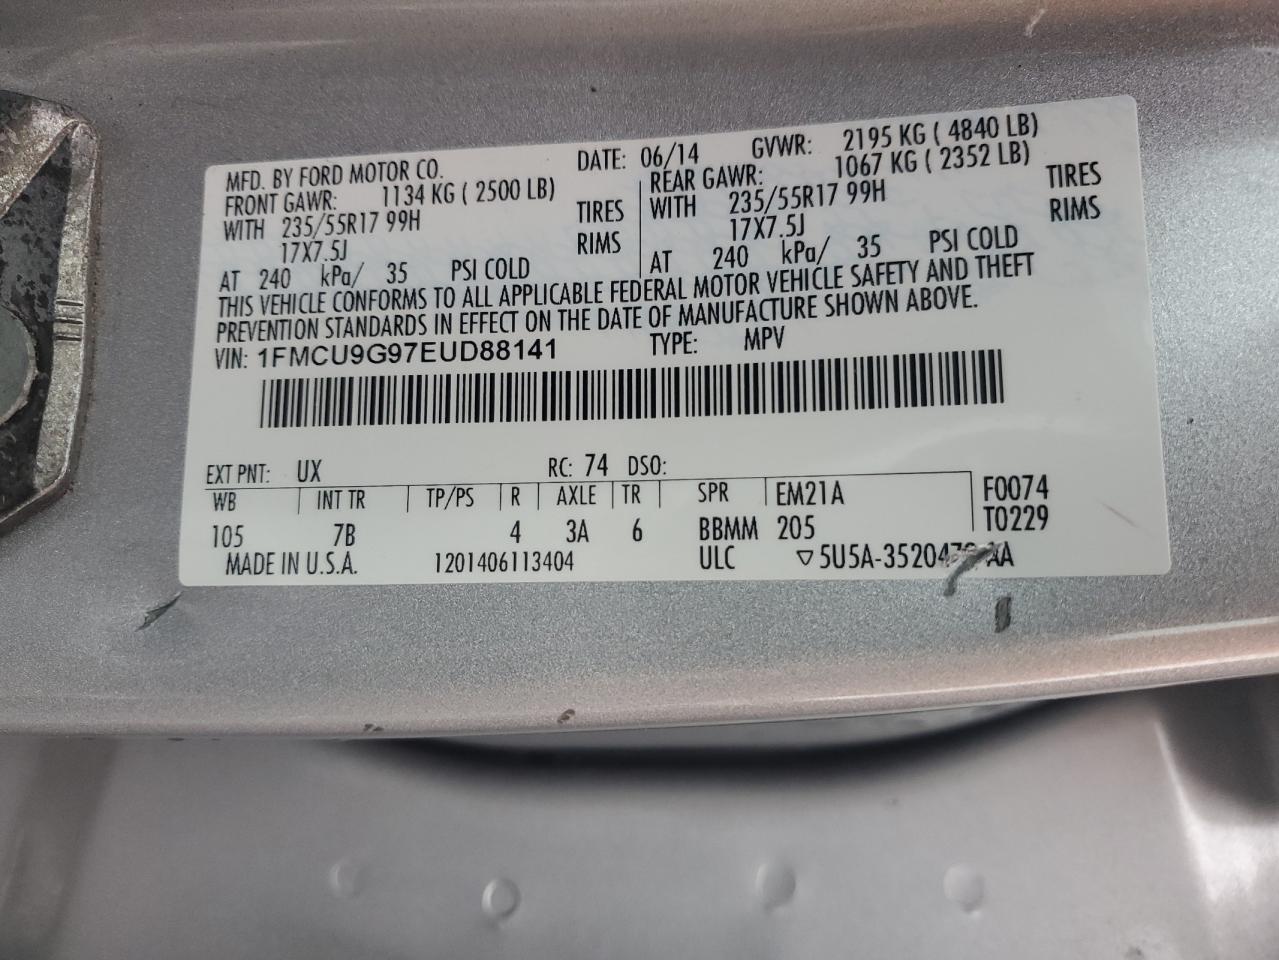 MFD. BY FORD MOTOR CO. DATE: 06/14 GVWR: 2195 KG ( 4840 LB)
FRONT GAWR: 1134 KG ( 2500 LB) REAR GAWR: 1067 KG ( 2352 LB)
WITH 235/55R17 99H TIRES WITH 235/55R17 99H TIRES
17X7.5J RIMS 17X7.5J RIMS
AT 240 kPa/ 35 PSI COLD AT 240 kPa/ 35 PSI COLD
THIS VEHICLE CONFORMS TO ALL APPLICABLE FEDERAL MOTOR VEHICLE SAFETY AND THEFT
PREVENTION STANDARDS IN EFFECT ON THE DATE OF MANUFACTURE SHOWN ABOVE.
VIN: 1FMCU9G97EUD88141 TYPE: MPV
EXT PNT: UX RC: 74 DSO:
WB INT TR TP/PS R AXLE TR SPR EM21A F0074
105 7B 4 3A 6 BBMM 205 T0229
MADE IN U.S.A. 1201406113404 ULC